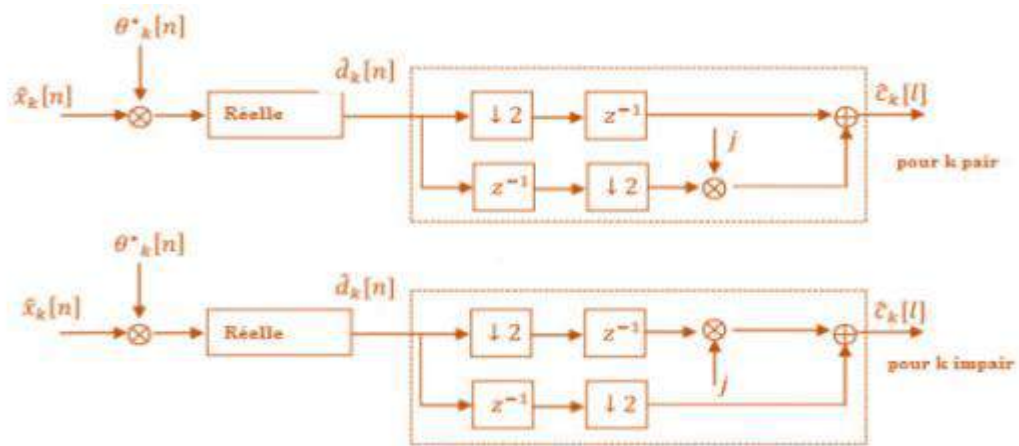 θ*ₖ[n]
x̂ₖ[n] ⊗ Réelle d̂ₖ[n] ↓ 2 z⁻¹ ⊕ ĉₖ[l]
j
z⁻¹ ↓ 2 ⊗
pour k pair
θ*ₖ[n]
x̂ₖ[n] ⊗ Réelle d̂ₖ[n] ↓ 2 z⁻¹ ⊗ ⊕ ĉₖ[l]
j
z⁻¹ ↓ 2
pour k impair